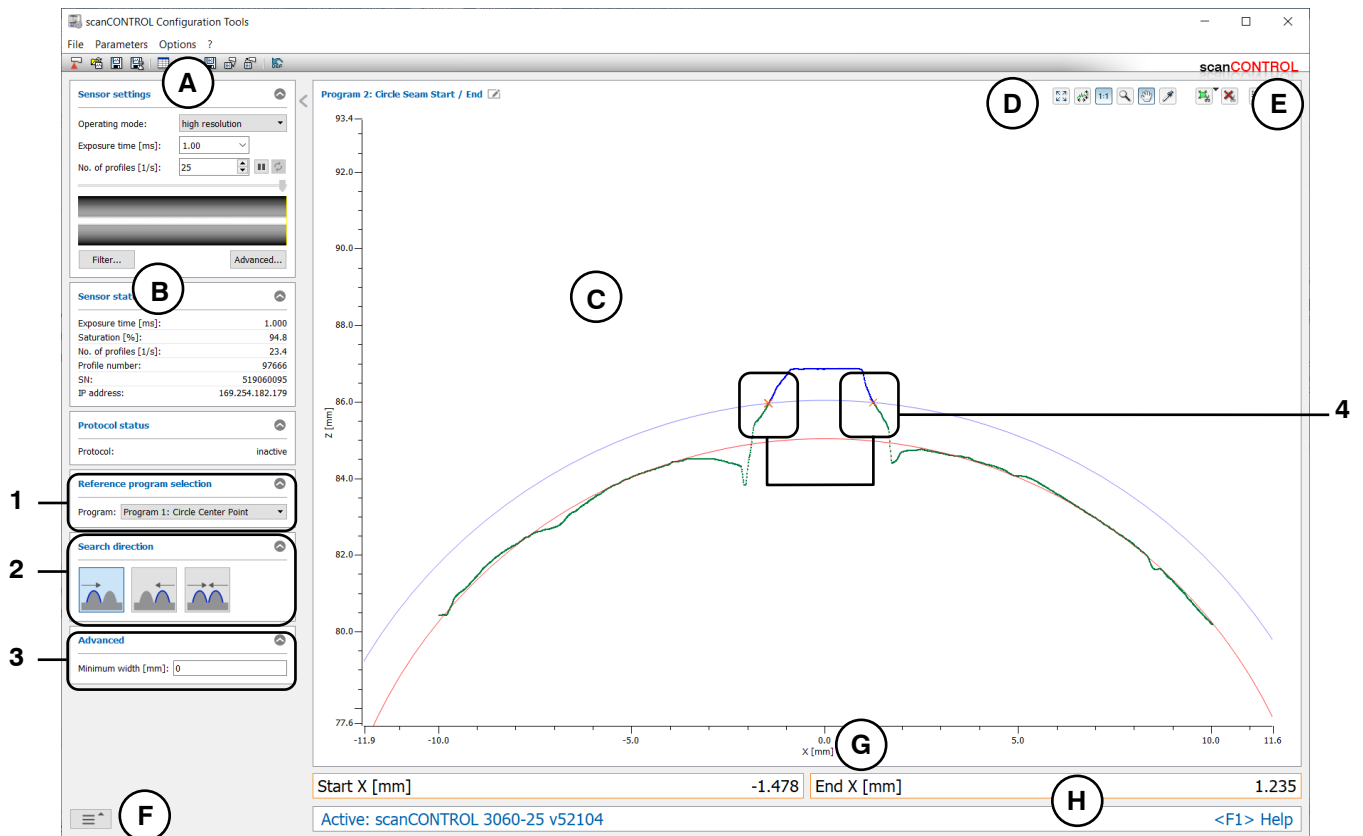 scanCONTROL Configuration Tools
File Parameters Options ?
scanCONTROL
A
Sensor settings
Operating mode: high resolution
Exposure time [ms]: 1.00
No. of profiles [1/s]: 25
Filter... Advanced...
B
Sensor stat
Exposure time [ms]: 1.000
Saturation [%]: 94.8
No. of profiles [1/s]: 23.4
Profile number: 97666
SN: 519060095
IP address: 169.254.182.179
Protocol status
Protocol: inactive
1
Reference program selection
Program: Program 1: Circle Center Point
2
Search direction
3
Advanced
Minimum width [mm]: 0
F
Program 2: Circle Seam Start / End
D
1:1
E
C
4
Z [mm]
93.4
92.0
90.0
88.0
86.0
84.0
82.0
80.0
77.6
-11.9 -10.0 -5.0 0.0 5.0 10.0 11.6
X [mm]
G
Start X [mm] -1.478 End X [mm] 1.235
H
Active: scanCONTROL 3060-25 v52104 <F1> Help